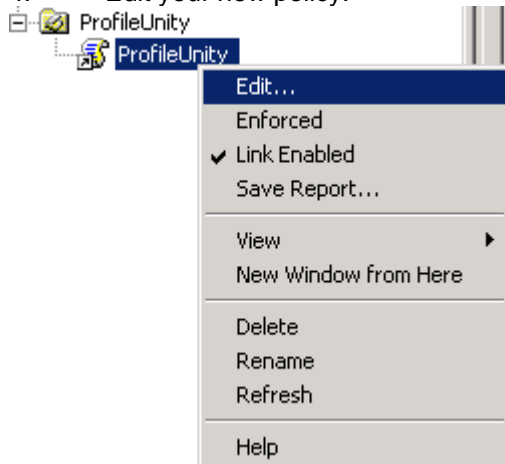 Edit your new policy.
ProfileUnity
ProfileUnity
Edit...
Enforced
Link Enabled
Save Report...
View
New Window from Here
Delete
Rename
Refresh
Help